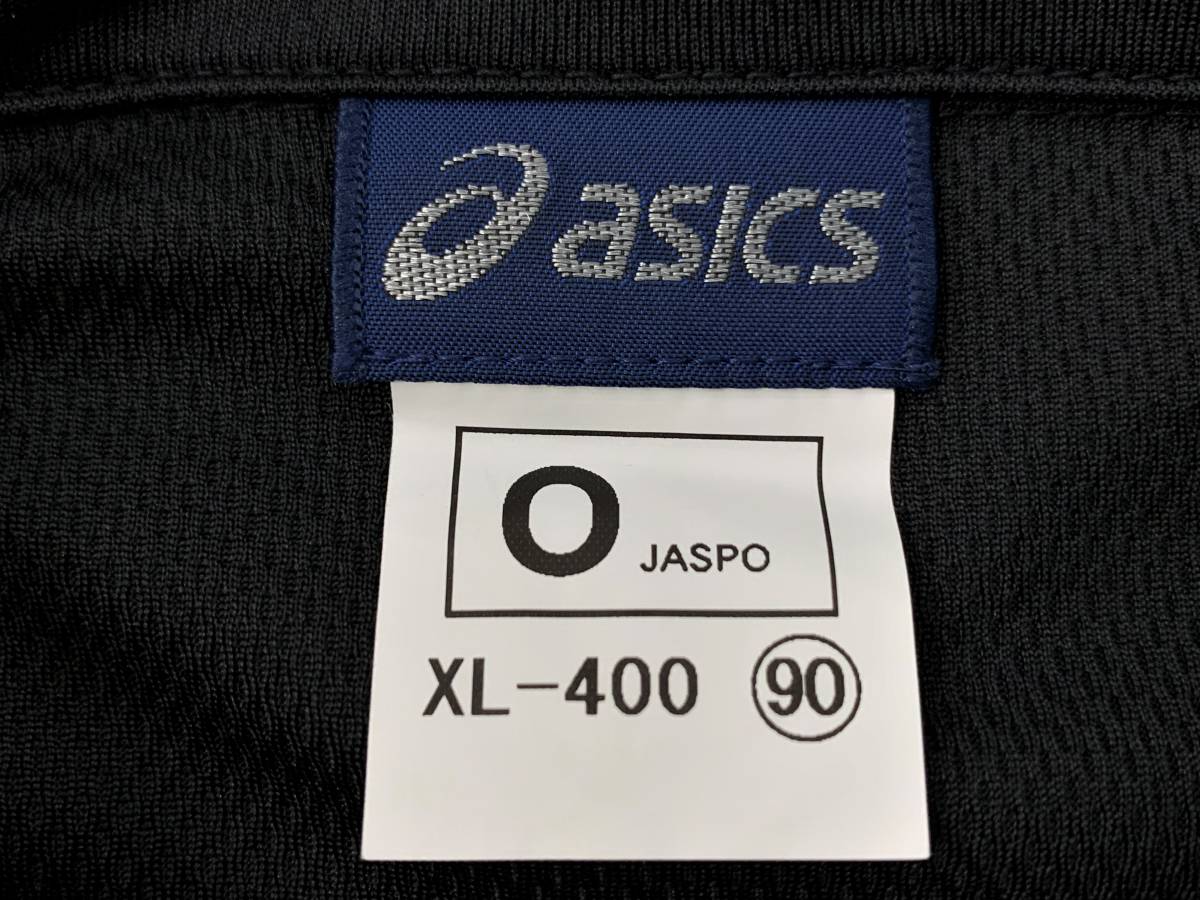 asics
O JASPO
XL-400 90